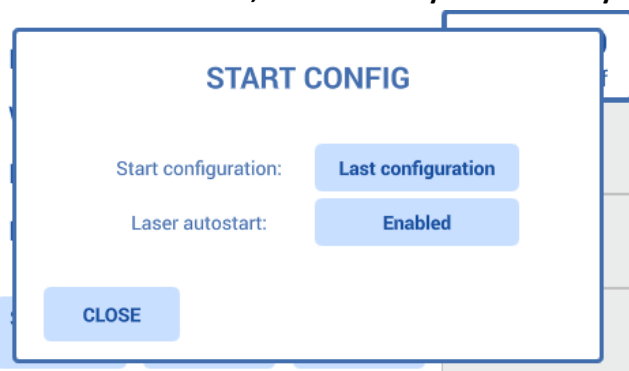 START CONFIG
Start configuration: Last configuration
Laser autostart: Enabled
CLOSE